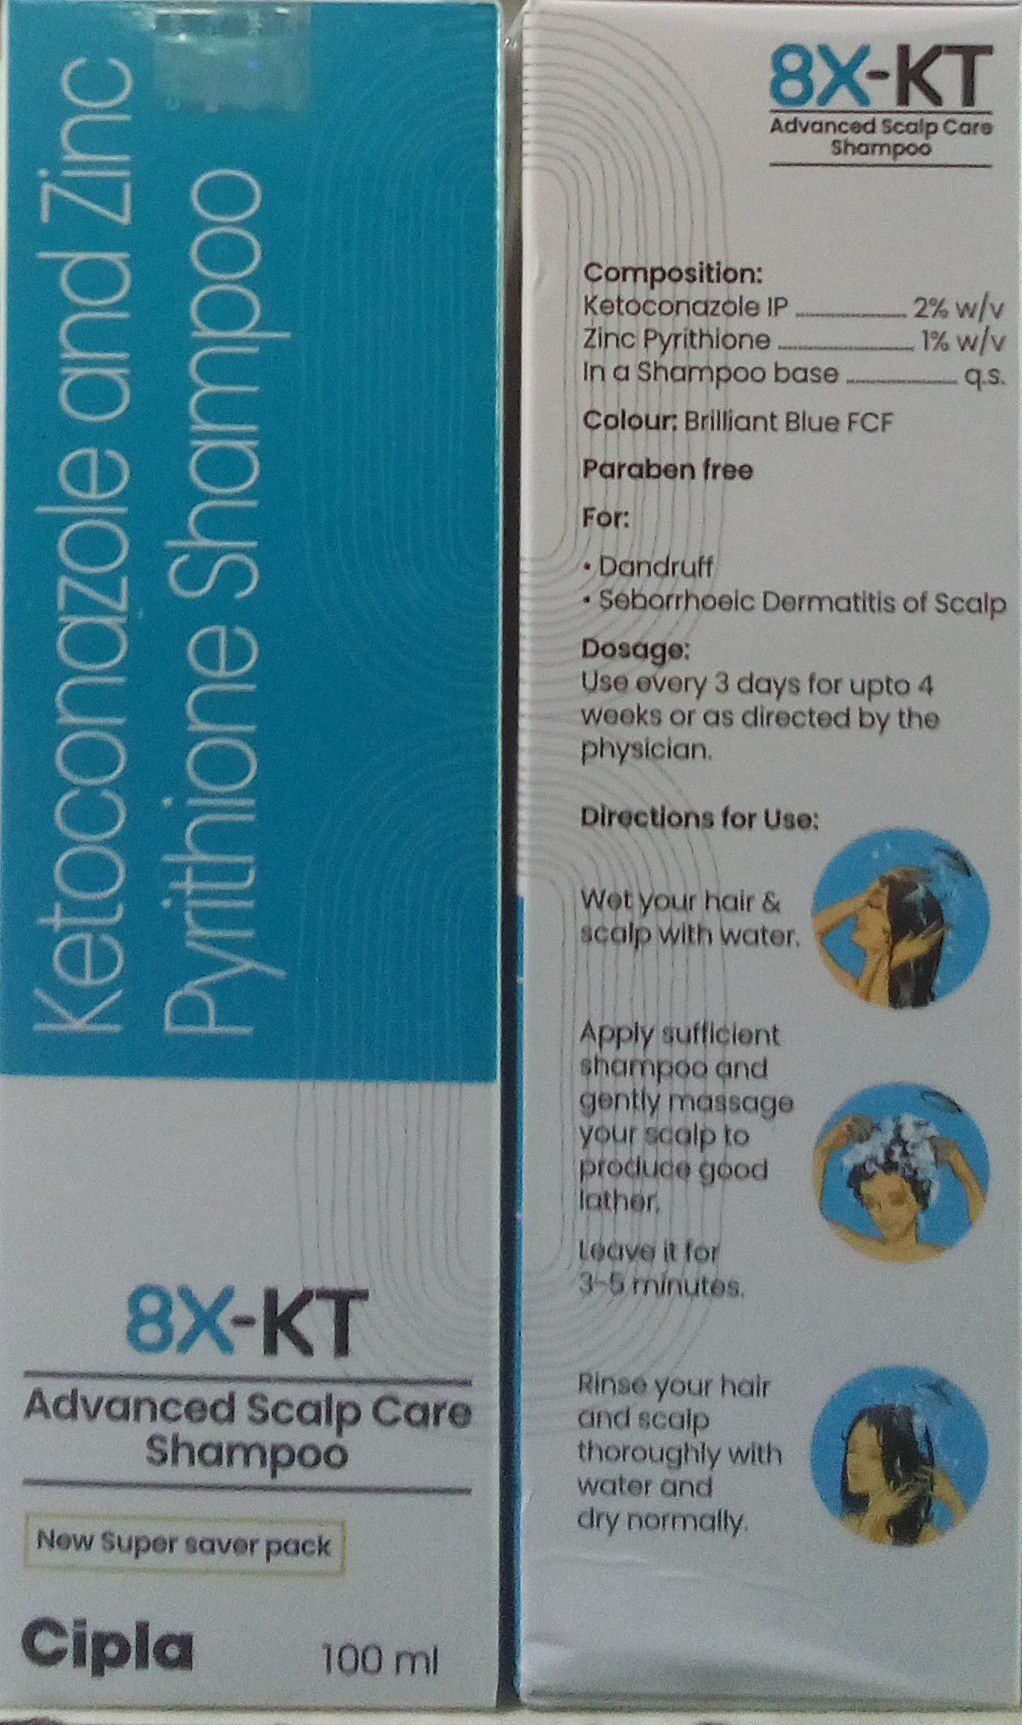 Ketoconazole and Zinc
Pyrithione Shampoo
8X-KT
Advanced Scalp Care
Shampoo
New Super saver pack
Cipla
100 ml
8X-KT
Advanced Scalp Care
Shampoo
Composition:
Ketoconazole IP 2% w/v
Zinc Pyrithione 1% w/v
In a Shampoo base q.s.
Colour: Brilliant Blue FCF
Paraben free
For:
• Dandruff
• Seborrhoeic Dermatitis of Scalp
Dosage:
Use every 3 days for upto 4
weeks or as directed by the
physician.
Directions for Use:
Wet your hair &
scalp with water.
Apply sufficient
shampoo and
gently massage
your scalp to
produce good
lather.
Leave it for
3-5 minutes.
Rinse your hair
and scalp
thoroughly with
water and
dry normally.